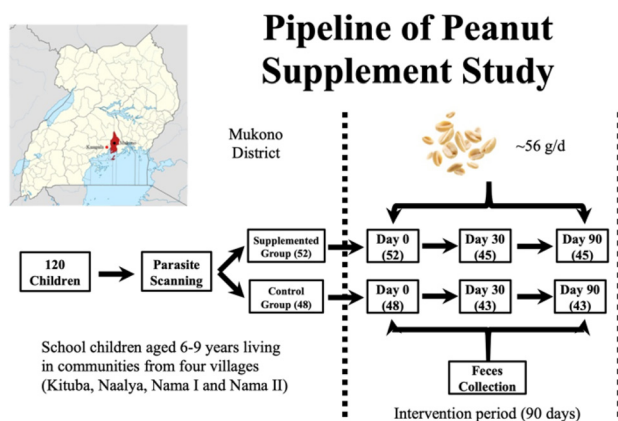 Pipeline of Peanut
Supplement Study
Mukono
District
~56 g/d
Kampala
Supplemented
Group (52)
Day 0
(52)
Day 30
(45)
Day 90
(45)
120
Children
Parasite
Scanning
Control
Group (48)
Day 0
(48)
Day 30
(43)
Day 90
(43)
School children aged 6-9 years living
in communities from four villages
(Kituba, Naalya, Nama I and Nama II)
Feces
Collection
Intervention period (90 days)